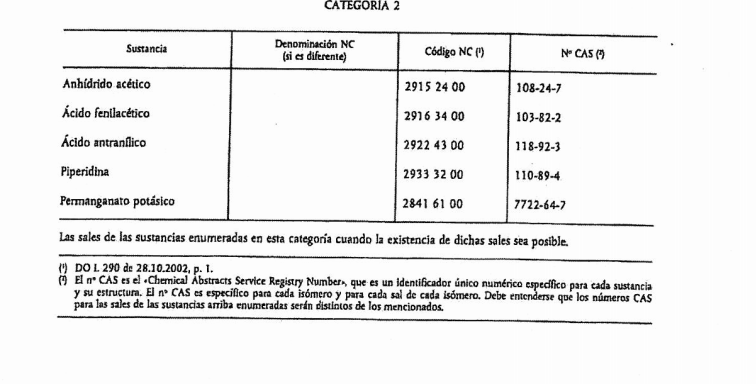 CATEGORÍA 2
Sustancia Denominación NC (si es diferente) Código NC (¹) Nº CAS (²)
Anhídrido acético 2915 24 00 108-24-7
Ácido fenilacético 2916 34 00 103-82-2
Ácido antranílico 2922 43 00 118-92-3
Piperidina 2933 32 00 110-89-4
Permanganato potásico 2841 61 00 7722-64-7
Las sales de las sustancias enumeradas en esta categoría cuando la existencia de dichas sales sea posible.
(¹) DO L 290 de 28.10.2002, p. 1.
(²) El nº CAS es el «Chemical Abstracts Service Registry Number», que es un identificador único numérico específico para cada sustancia
y su estructura. El nº CAS es específico para cada isómero y para cada sal de cada isómero. Debe entenderse que los números CAS
para las sales de las sustancias arriba enumeradas serán distintos de los mencionados.